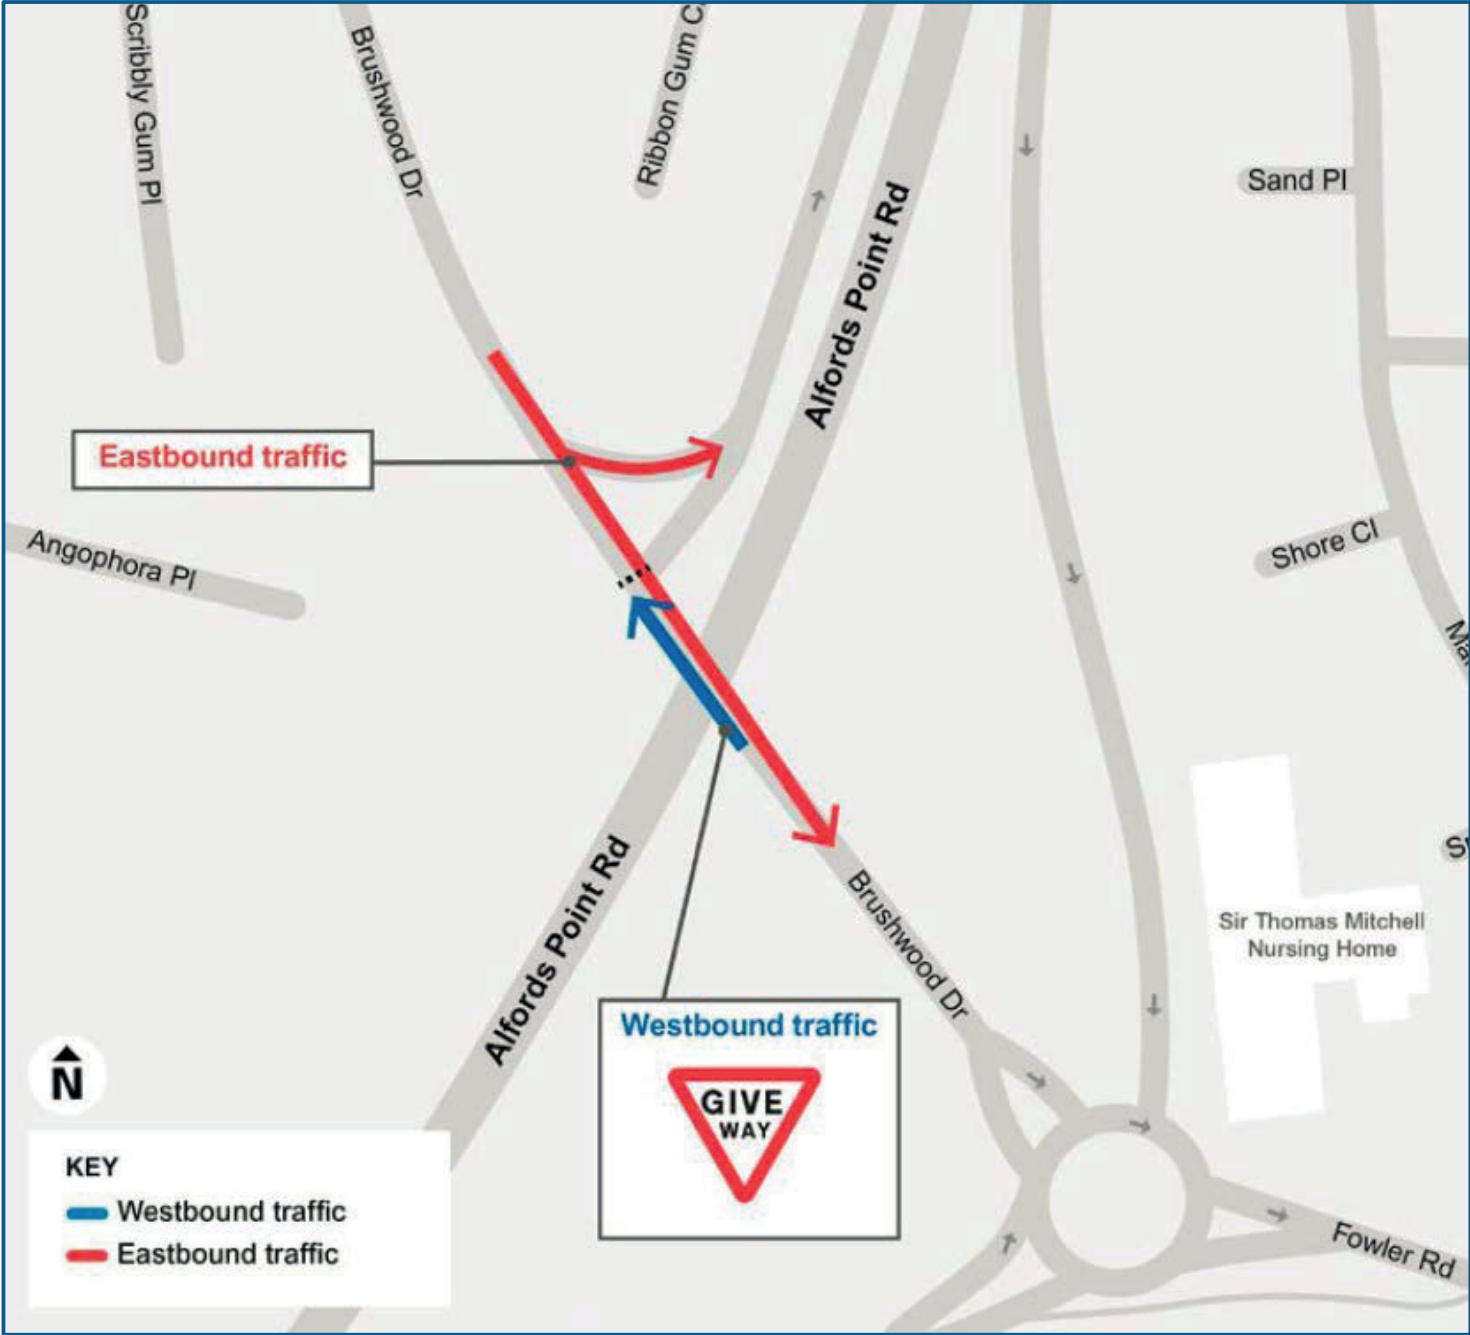 Scribbly Gum Pl
Brushwood Dr
Ribbon Gum C
Alfords Point Rd
Sand Pl
Eastbound traffic
Angophora Pl
Shore Cl
Alfords Point Rd
Brushwood Dr
Sir Thomas Mitchell
Nursing Home
Westbound traffic
GIVE
WAY
N
KEY
Westbound traffic
Eastbound traffic
Fowler Rd